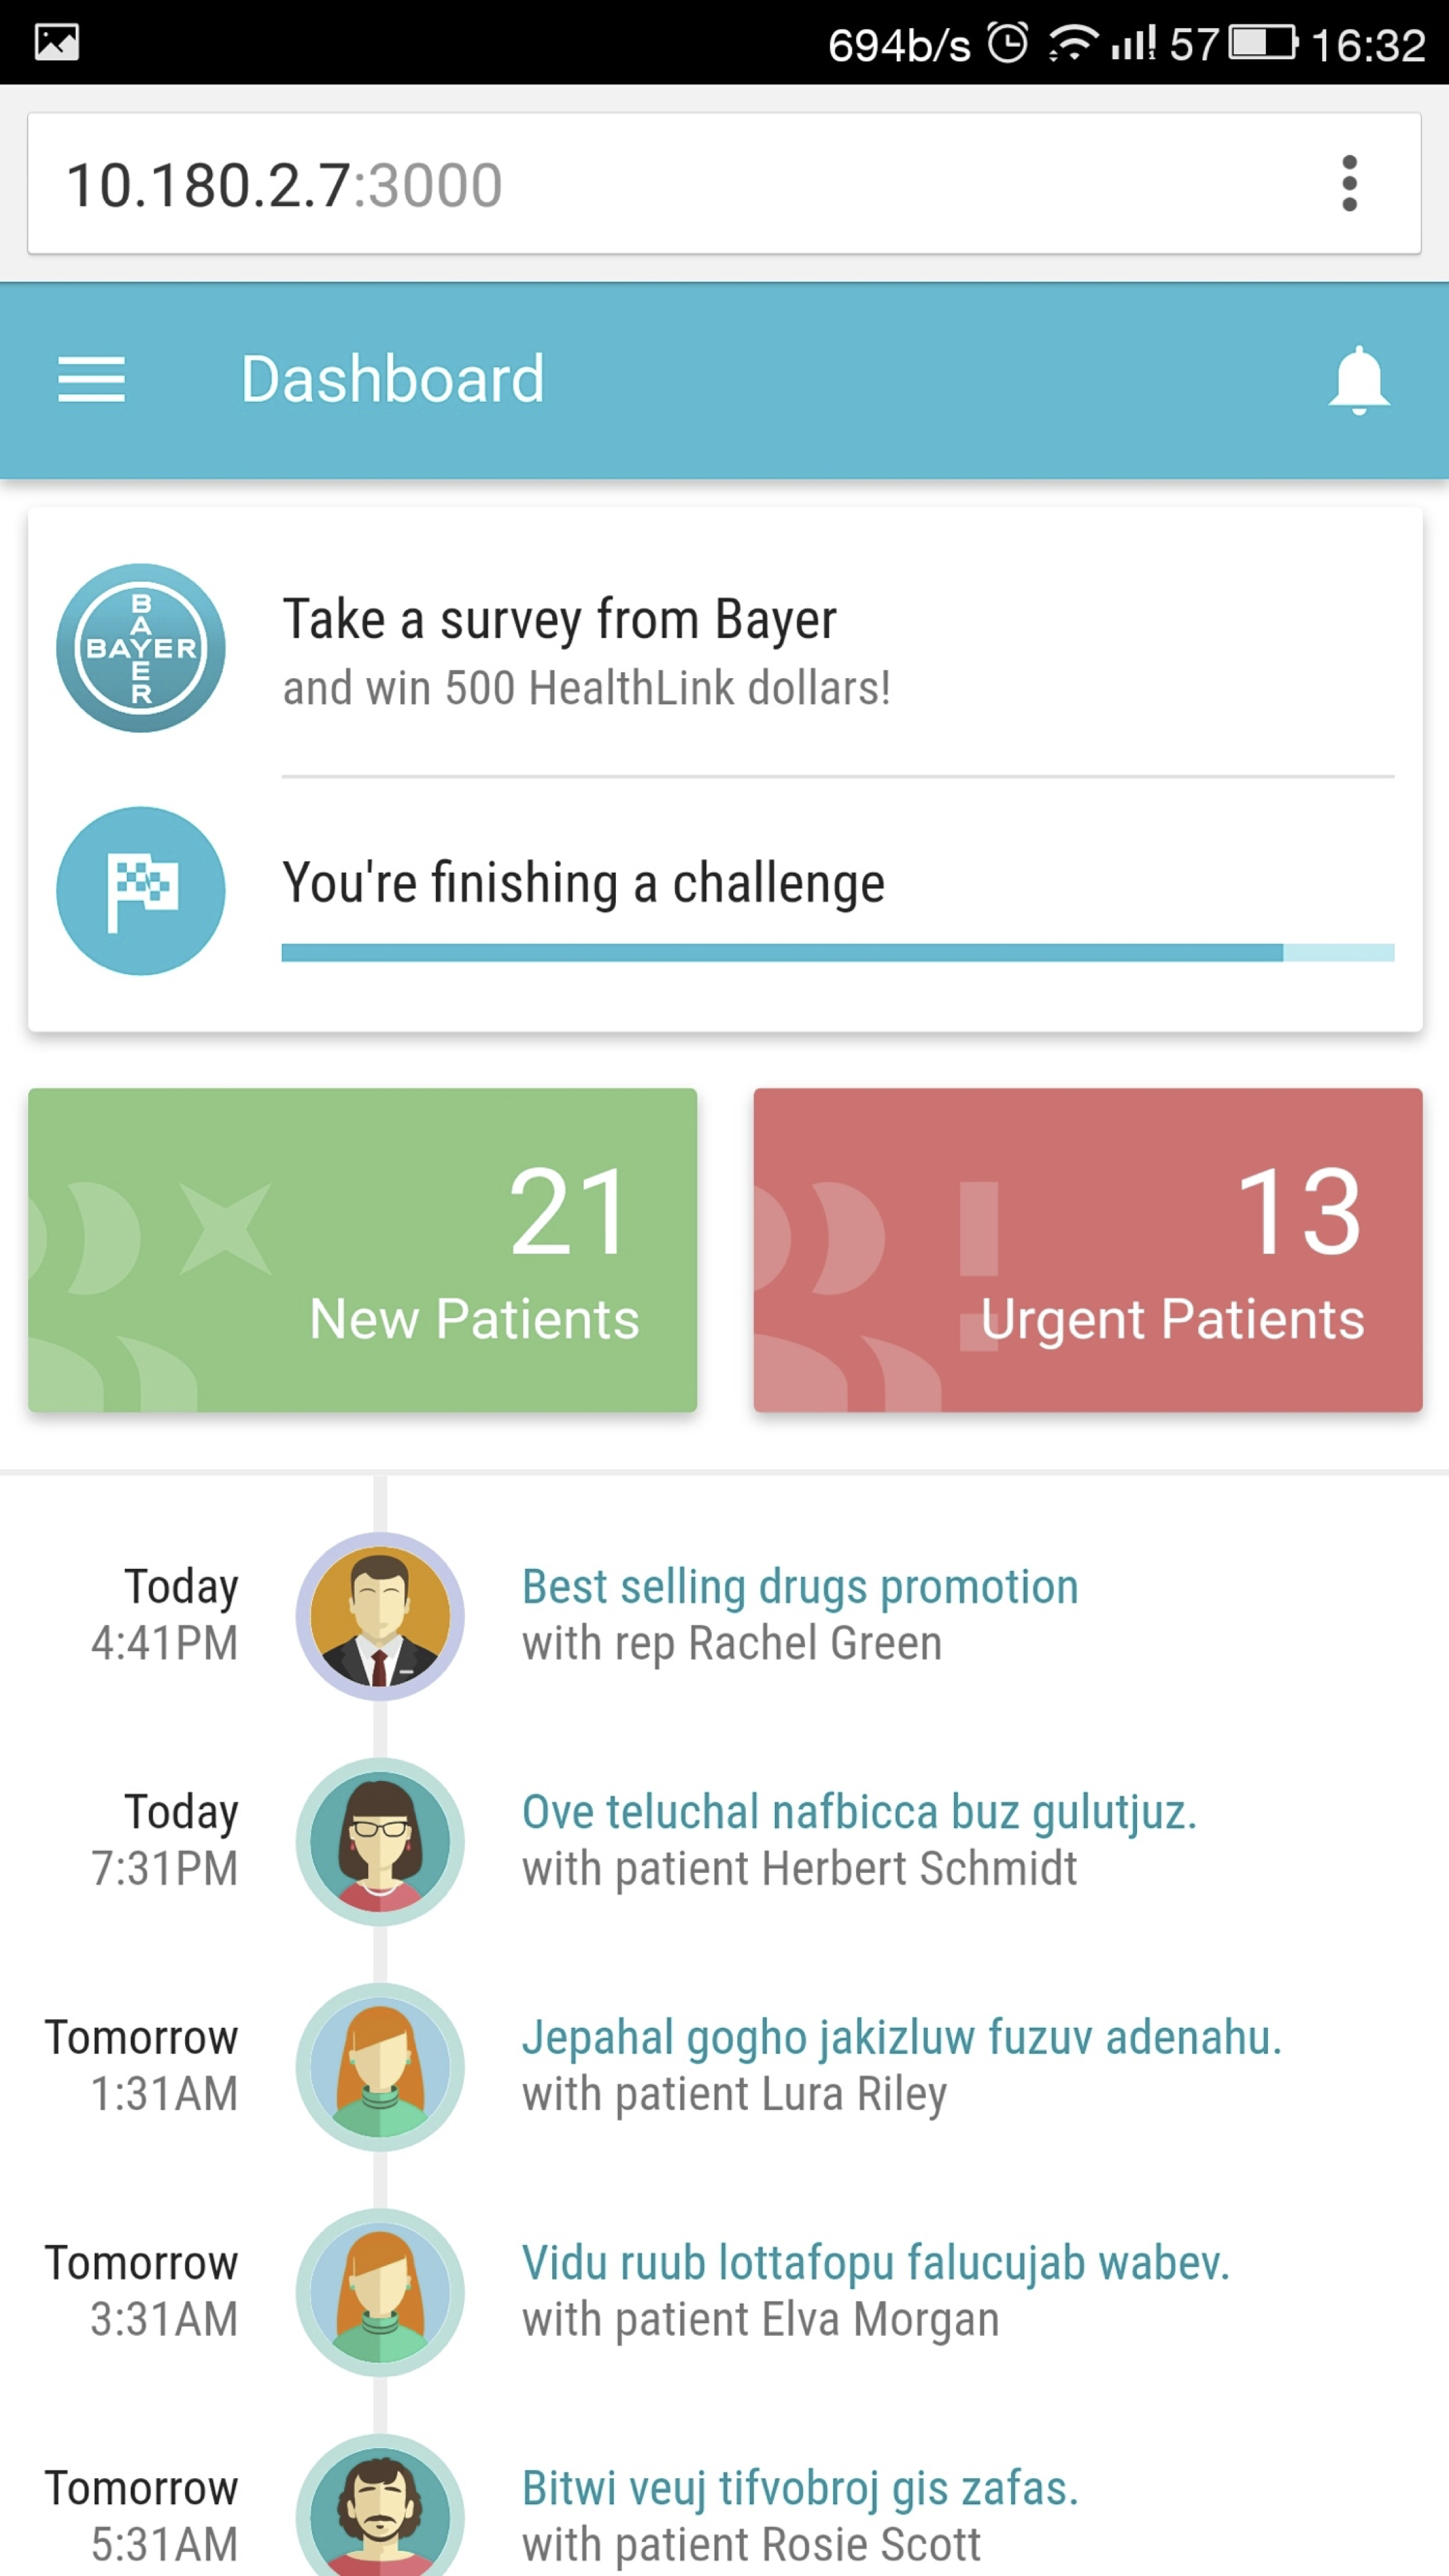 694b/s 57 16:32
10.180.2.7:3000
Dashboard
BAYER
BAYER
Take a survey from Bayer
and win 500 HealthLink dollars!
You're finishing a challenge
21
New Patients
13
Urgent Patients
Today
4:41PM
Best selling drugs promotion
with rep Rachel Green
Today
7:31PM
Ove teluchal nafbicca buz gulutjuz.
with patient Herbert Schmidt
Tomorrow
1:31AM
Jepahal gogho jakizluw fuzuv adenahu.
with patient Lura Riley
Tomorrow
3:31AM
Vidu ruub lottafopu falucujab wabev.
with patient Elva Morgan
Tomorrow
5:31AM
Bitwi veuj tifvobroj gis zafas.
with patient Rosie Scott